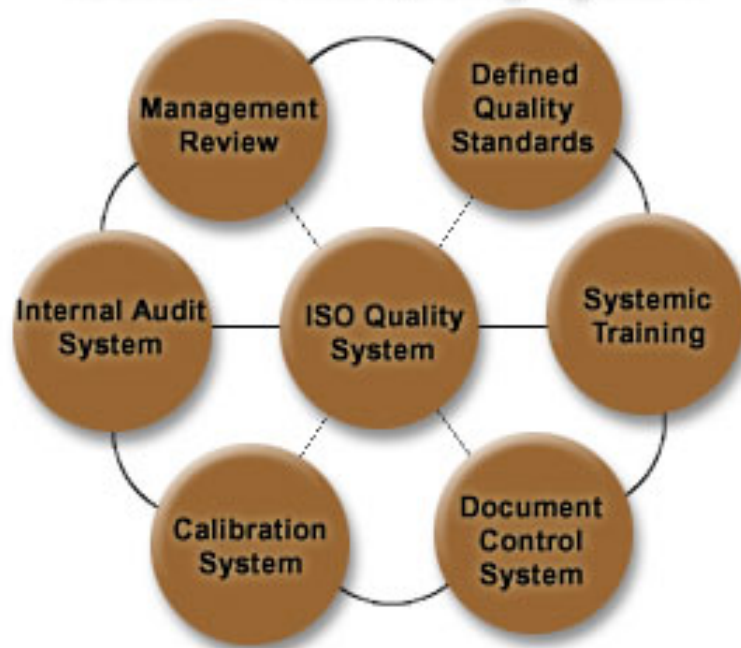 Management
Review
Defined
Quality
Standards
Internal Audit
System
ISO Quality
System
Systemic
Training
Calibration
System
Document
Control
System